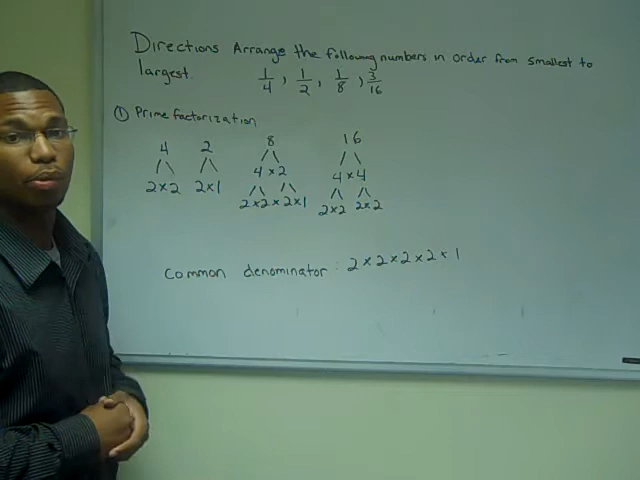 Directions Arrange the following numbers in order from smallest to
largest. 1/4, 1/2, 1/8, 3/16
① Prime factorization
4 2 8 16
4 × 2 4 × 4
2 × 2 2 × 1 2 × 2 × 2 × 1 2 × 2 2 × 2
Common denominator: 2 × 2 × 2 × 2 × 1